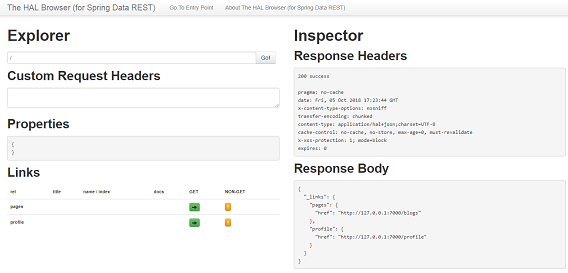 The HAL Browser (for Spring Data REST) Go To Entry Point About The HAL Browser (for Spring Data REST)
Explorer
/
Go!
Custom Request Headers
Properties
{
}
Links
rel title name / index docs GET NON-GET
pages
profile
Inspector
Response Headers
200 success
pragma: no-cache
date: Fri, 05 Oct 2018 17:23:44 GMT
x-content-type-options: nosniff
transfer-encoding: chunked
content-type: application/hal+json;charset=UTF-8
cache-control: no-cache, no-store, max-age=0, must-revalidate
x-xss-protection: 1; mode=block
expires: 0
Response Body
{
"_links": {
"pages": {
"href": "http://127.0.0.1:7000/blogs"
},
"profile": {
"href": "http://127.0.0.1:7000/profile"
}
}
}